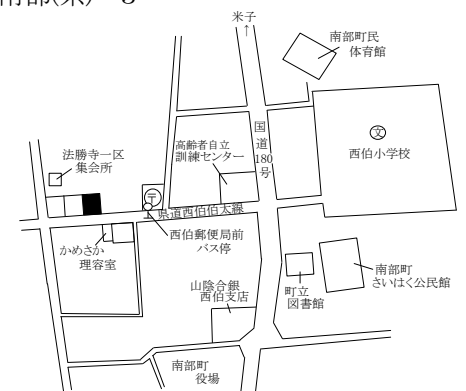 米子
↑
南部町民
体育館
国道180号
高齢者自立
訓練センター
文
西伯小学校
法勝寺一区
集会所
〒
県道西伯伯太線
西伯郵便局前
バス停
かめさか
理容室
山陰合銀
西伯支店
町立
図書館
南部町
さいはく公民館
南部町
役場